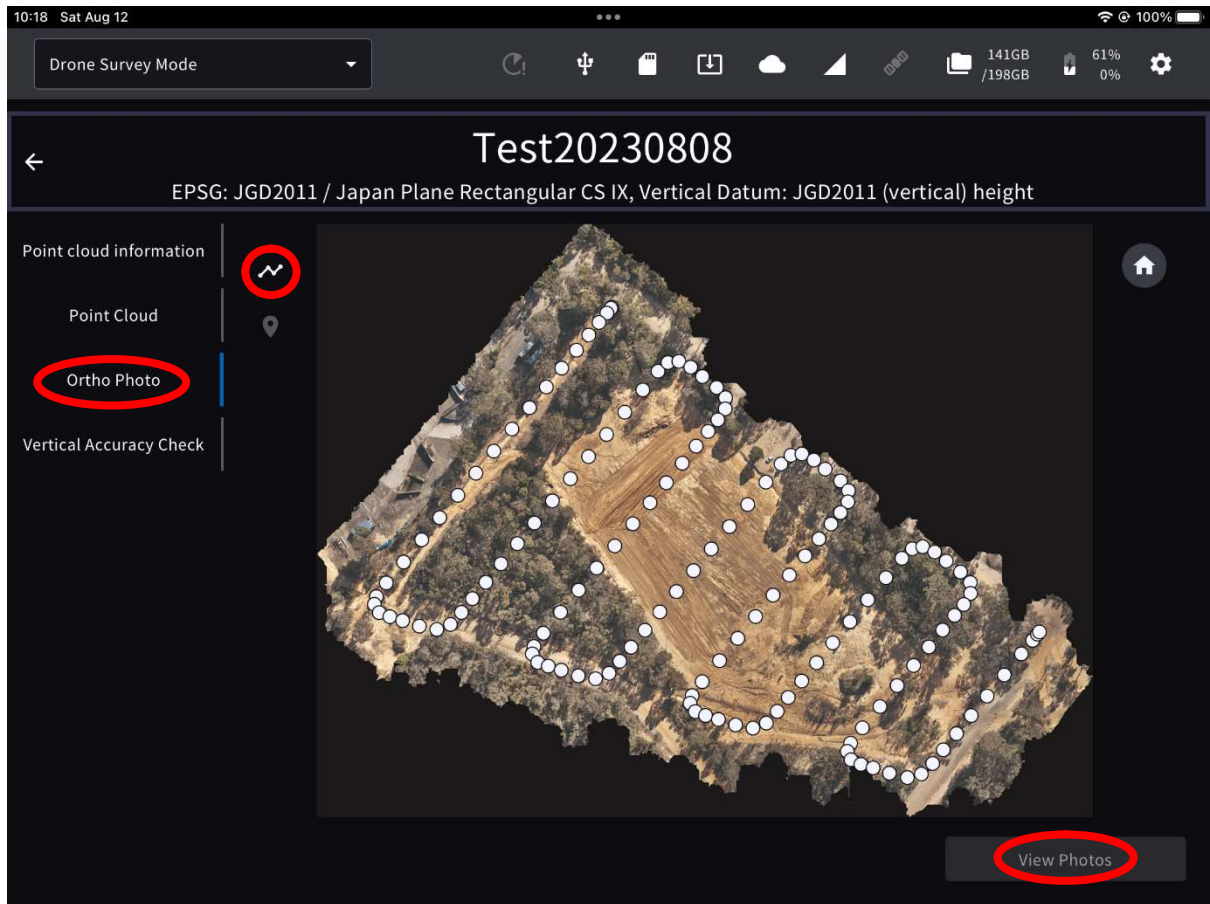 10:18 Sat Aug 12
100%
Drone Survey Mode
141GB
/198GB
61%
0%
Test20230808
EPSG: JGD2011 / Japan Plane Rectangular CS IX, Vertical Datum: JGD2011 (vertical) height
Point cloud information
Point Cloud
Ortho Photo
Vertical Accuracy Check
View Photos